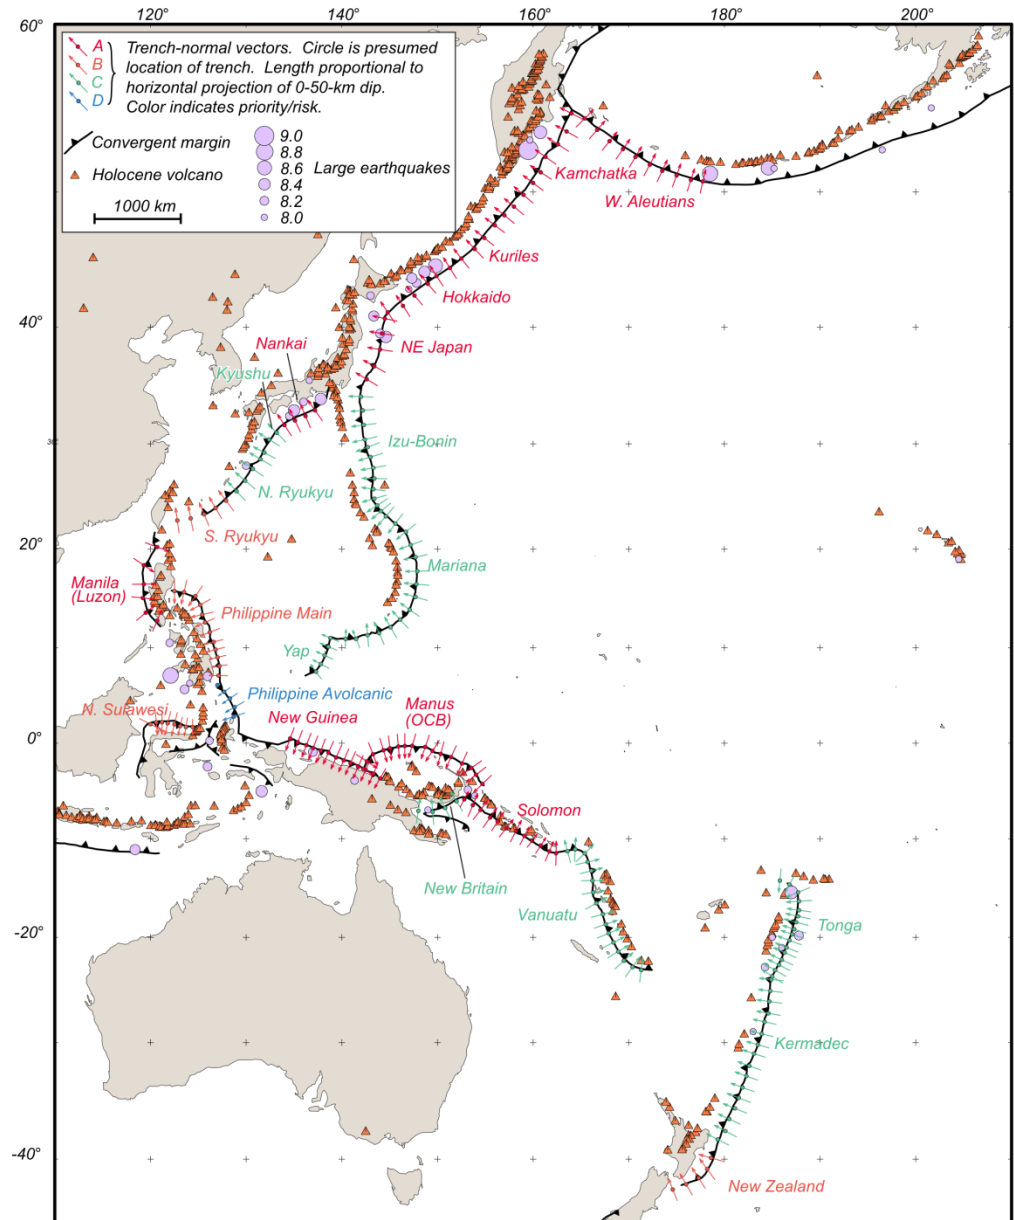 120°
140°
160°
180°
200°
60°
A
B
C
D
Trench-normal vectors. Circle is presumed
location of trench. Length proportional to
horizontal projection of 0-50-km dip.
Color indicates priority/risk.
Convergent margin
Holocene volcano
1000 km
9.0
8.8
8.6
8.4
8.2
8.0
Large earthquakes
Kamchatka
W. Aleutians
Kuriles
Hokkaido
40°
NE Japan
Nankai
Kyushu
Izu-Bonin
N. Ryukyu
S. Ryukyu
20°
Mariana
Manila
(Luzon)
Philippine Main
Yap
Philippine Avolcanic
N. Sulawesi
New Guinea
Manus
(OCB)
0°
Solomon
New Britain
Vanuatu
Tonga
-20°
Kermadec
-40°
New Zealand